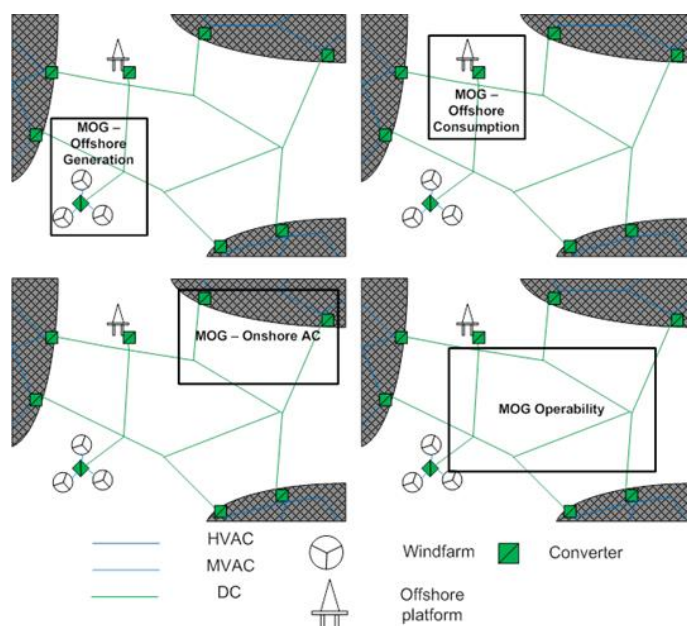 MOG –
Offshore
Generation
MOG –
Offshore
Consumption
MOG – Onshore AC
MOG Operability
HVAC
MVAC
DC
Windfarm
Converter
Offshore
platform